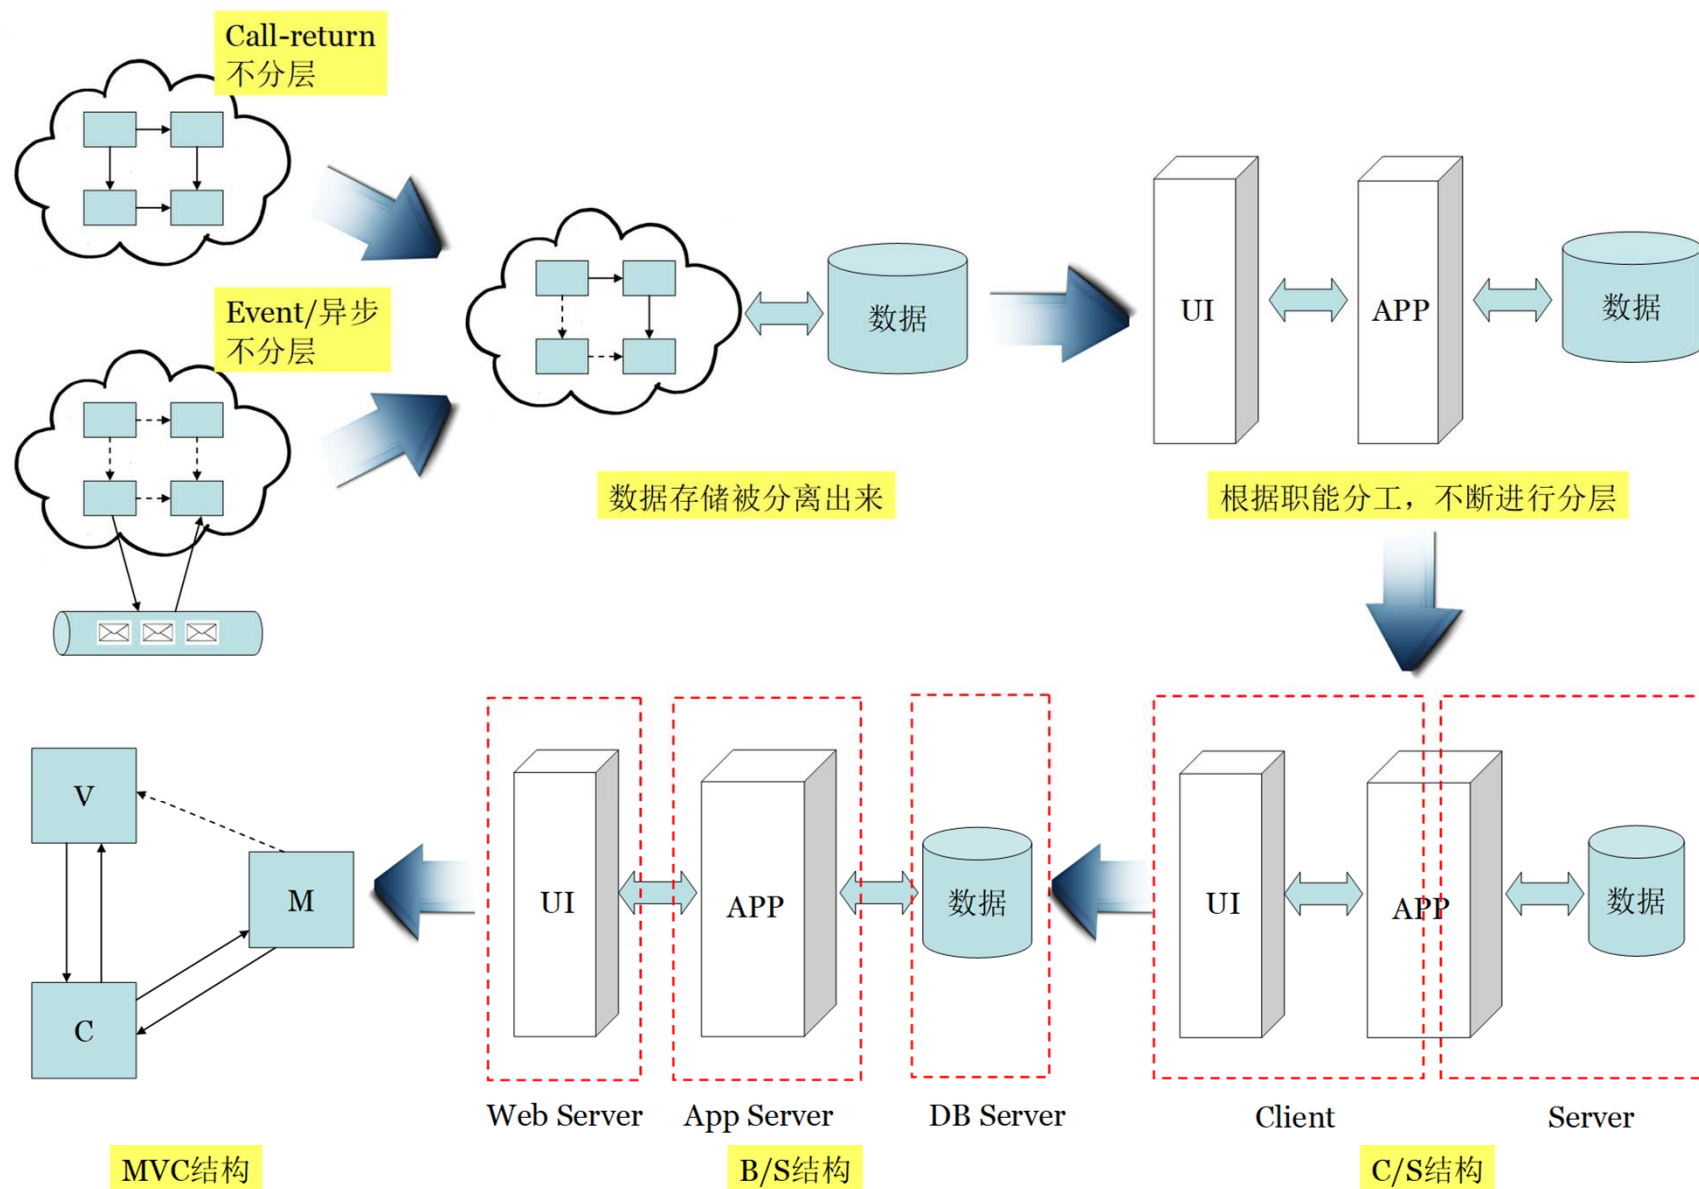 Call-return
不分层
Event/异步
不分层
数据
数据存储被分离出来
UI
APP
数据
根据职能分工，不断进行分层
V
M
C
MVC结构
UI
APP
数据
Web Server
App Server
DB Server
B/S结构
UI
APP
数据
Client
Server
C/S结构